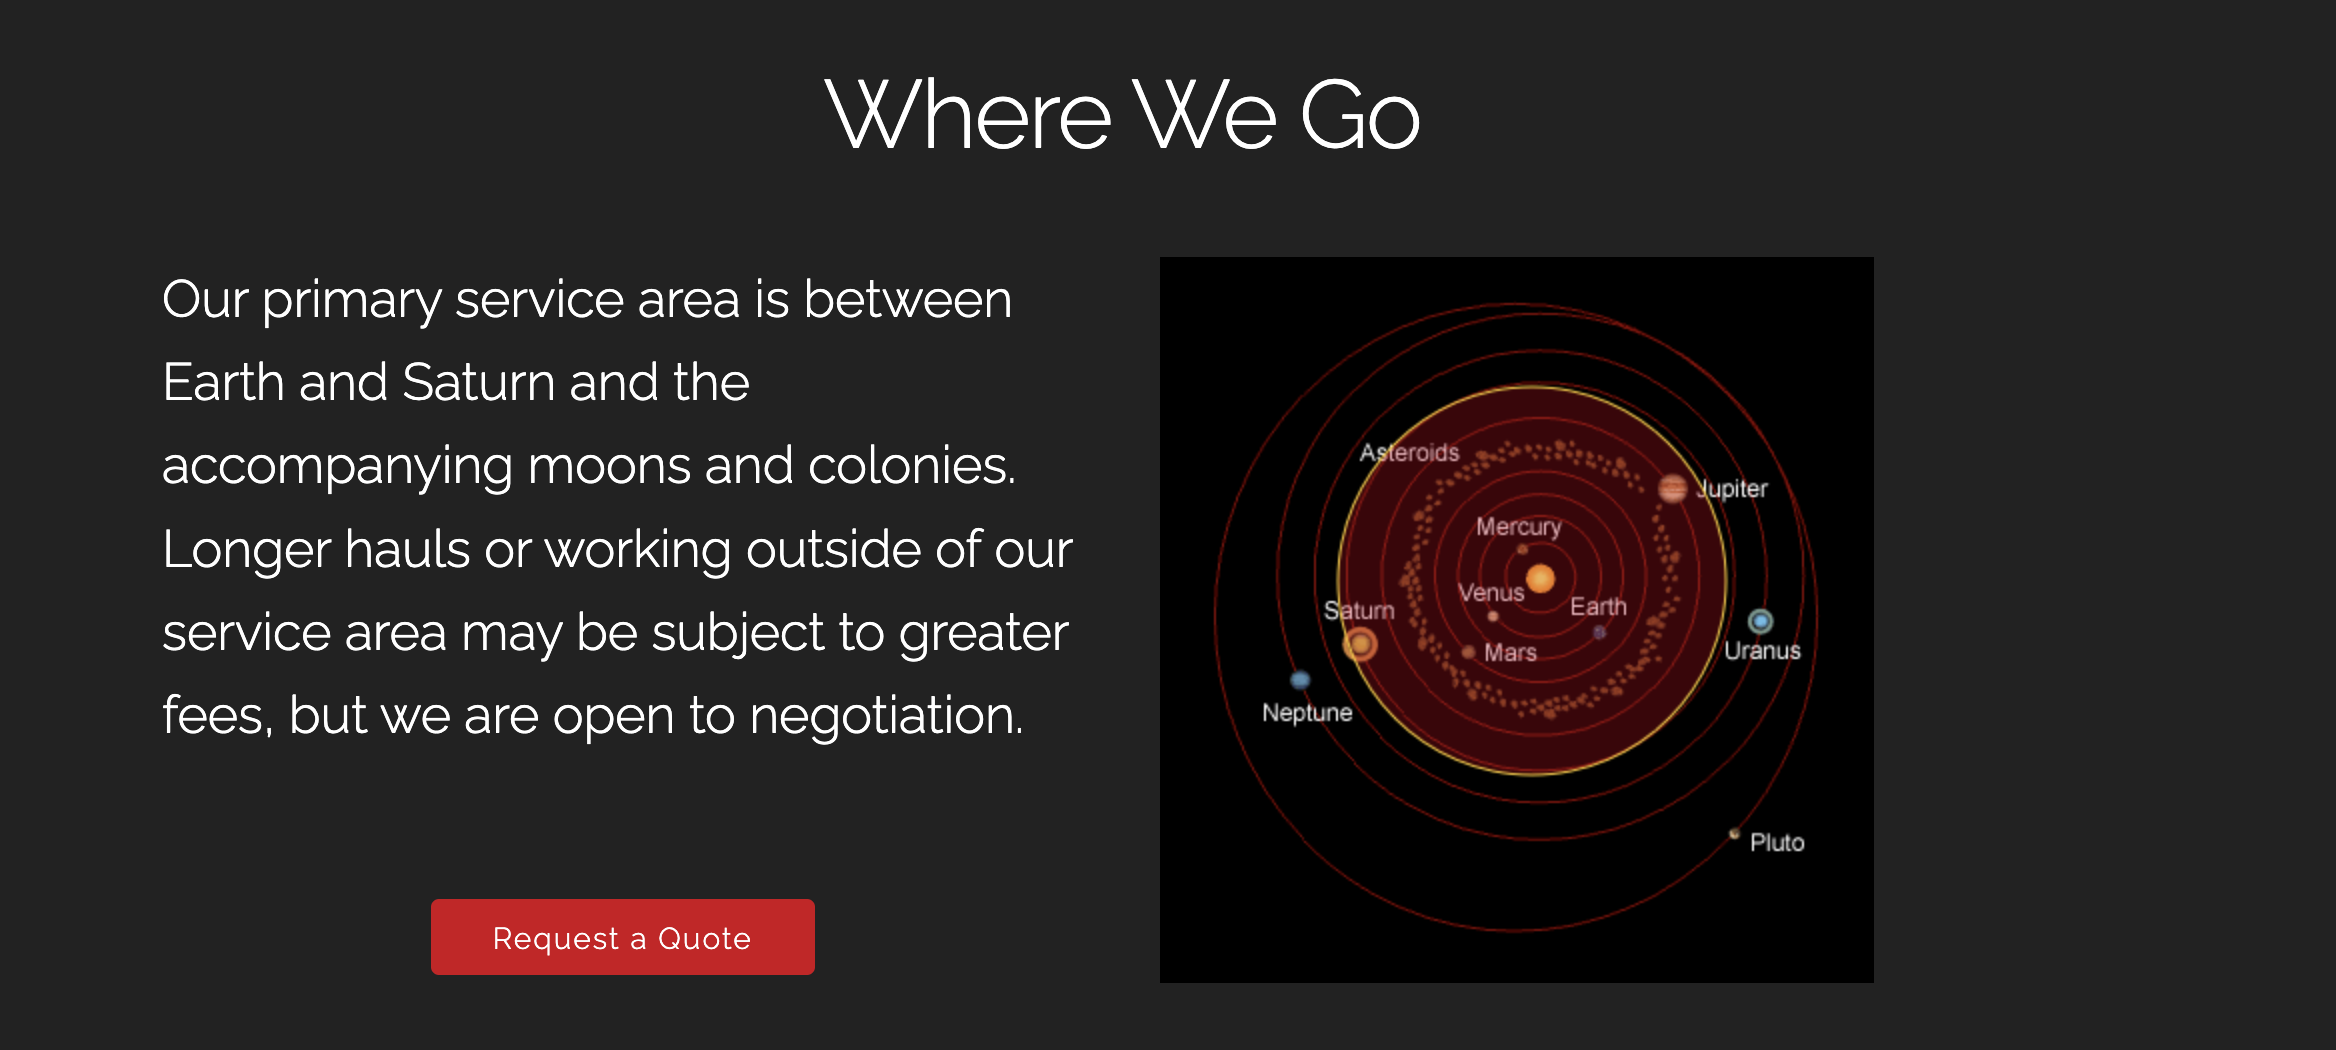 Where We Go
Our primary service area is between
Earth and Saturn and the
accompanying moons and colonies.
Longer hauls or working outside of our
service area may be subject to greater
fees, but we are open to negotiation.
Request a Quote
Asteroids
Jupiter
Mercury
Venus
Earth
Saturn
Mars
Uranus
Neptune
Pluto